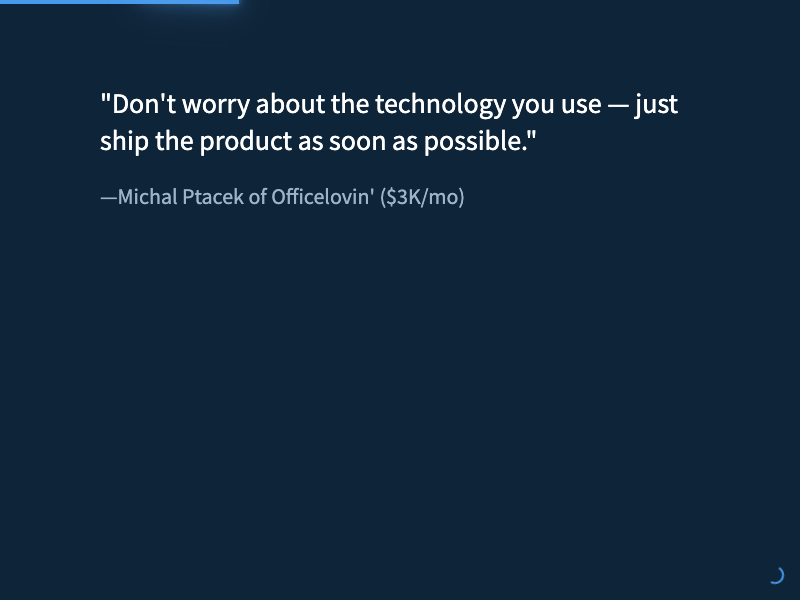 "Don't worry about the technology you use — just
ship the product as soon as possible."
—Michal Ptacek of Officelovin' ($3K/mo)